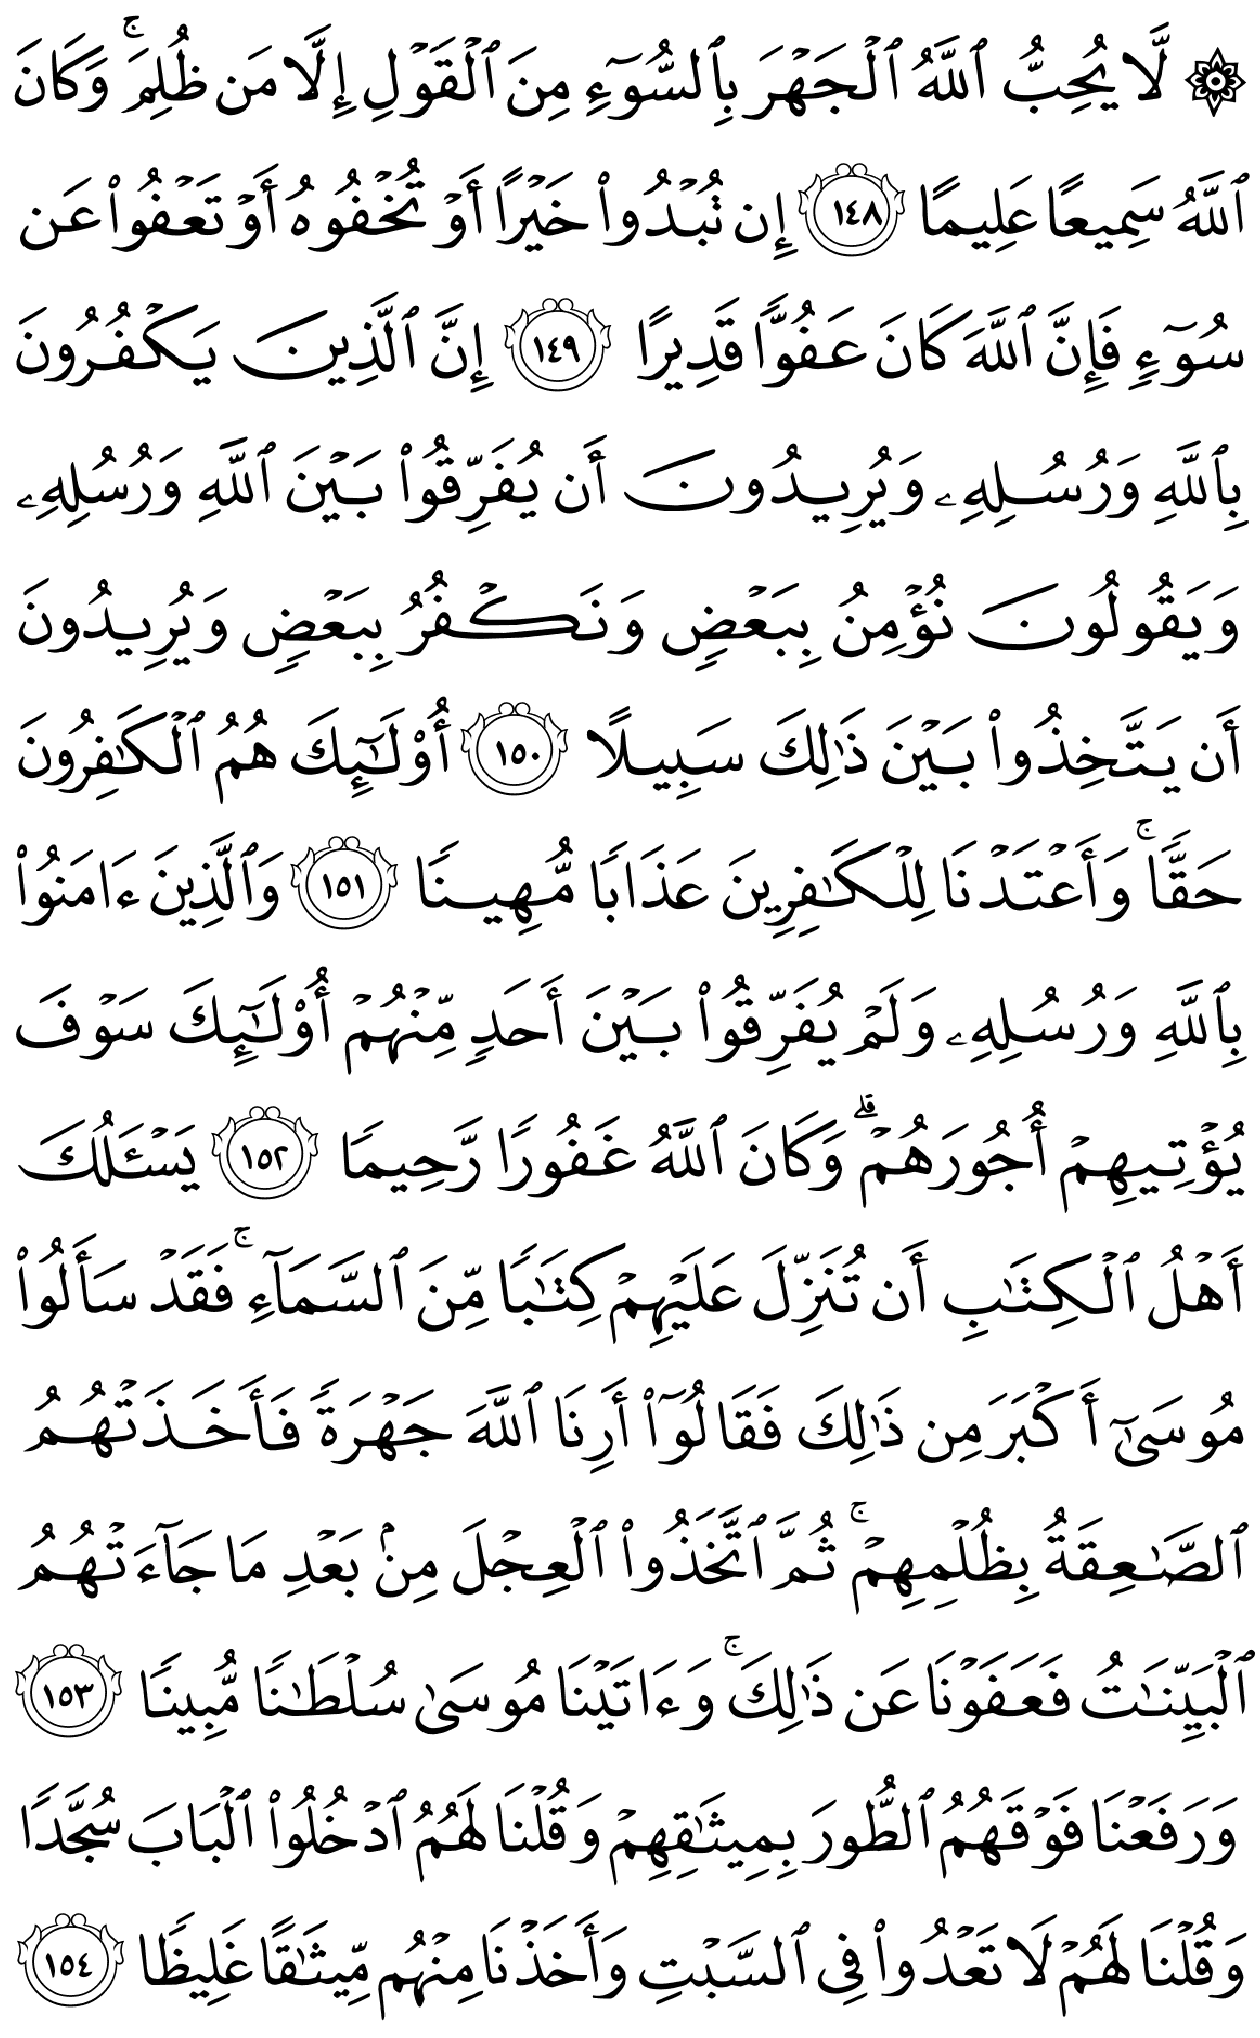 ۞ لَّا يُحِبُّ ٱللَّهُ ٱلْجَهْرَ بِٱلسُّوٓءِ مِنَ ٱلْقَوْلِ إِلَّا مَن ظُلِمَ ۚ وَكَانَ
ٱللَّهُ سَمِيعًا عَلِيمًا ١٤٨ إِن تُبْدُوا۟ خَيْرًا أَوْ تُخْفُوهُ أَوْ تَعْفُوا۟ عَن
سُوٓءٍ فَإِنَّ ٱللَّهَ كَانَ عَفُوًّا قَدِيرًا ١٤٩ إِنَّ ٱلَّذِينَ يَكْفُرُونَ
بِٱللَّهِ وَرُسُلِهِۦ وَيُرِيدُونَ أَن يُفَرِّقُوا۟ بَيْنَ ٱللَّهِ وَرُسُلِهِۦ
وَيَقُولُونَ نُؤْمِنُ بِبَعْضٍ وَنَكْفُرُ بِبَعْضٍ وَيُرِيدُونَ
أَن يَتَّخِذُوا۟ بَيْنَ ذَٰلِكَ سَبِيلًا ١٥٠ أُو۟لَـٰٓئِكَ هُمُ ٱلْكَـٰفِرُونَ
حَقًّا ۚ وَأَعْتَدْنَا لِلْكَـٰفِرِينَ عَذَابًا مُّهِينًا ١٥١ وَٱلَّذِينَ ءَامَنُوا۟
بِٱللَّهِ وَرُسُلِهِۦ وَلَمْ يُفَرِّقُوا۟ بَيْنَ أَحَدٍ مِّنْهُمْ أُو۟لَـٰٓئِكَ سَوْفَ
يُؤْتِيهِمْ أُجُورَهُمْ ۗ وَكَانَ ٱللَّهُ غَفُورًا رَّحِيمًا ١٥٢ يَسْـَٔلُكَ
أَهْلُ ٱلْكِتَـٰبِ أَن تُنَزِّلَ عَلَيْهِمْ كِتَـٰبًا مِّنَ ٱلسَّمَآءِ ۚ فَقَدْ سَأَلُوا۟
مُوسَىٰٓ أَكْبَرَ مِن ذَٰلِكَ فَقَالُوٓا۟ أَرِنَا ٱللَّهَ جَهْرَةً فَأَخَذَتْهُمُ
ٱلصَّـٰعِقَةُ بِظُلْمِهِمْ ۚ ثُمَّ ٱتَّخَذُوا۟ ٱلْعِجْلَ مِنۢ بَعْدِ مَا جَآءَتْهُمُ
ٱلْبَيِّنَـٰتُ فَعَفَوْنَا عَن ذَٰلِكَ ۚ وَءَاتَيْنَا مُوسَىٰ سُلْطَـٰنًا مُّبِينًا ١٥٣
وَرَفَعْنَا فَوْقَهُمُ ٱلطُّورَ بِمِيثَـٰقِهِمْ وَقُلْنَا لَهُمُ ٱدْخُلُوا۟ ٱلْبَابَ سُجَّدًا
وَقُلْنَا لَهُمْ لَا تَعْدُوا۟ فِى ٱلسَّبْتِ وَأَخَذْنَا مِنْهُم مِّيثَـٰقًا غَلِيظًا ١٥٤